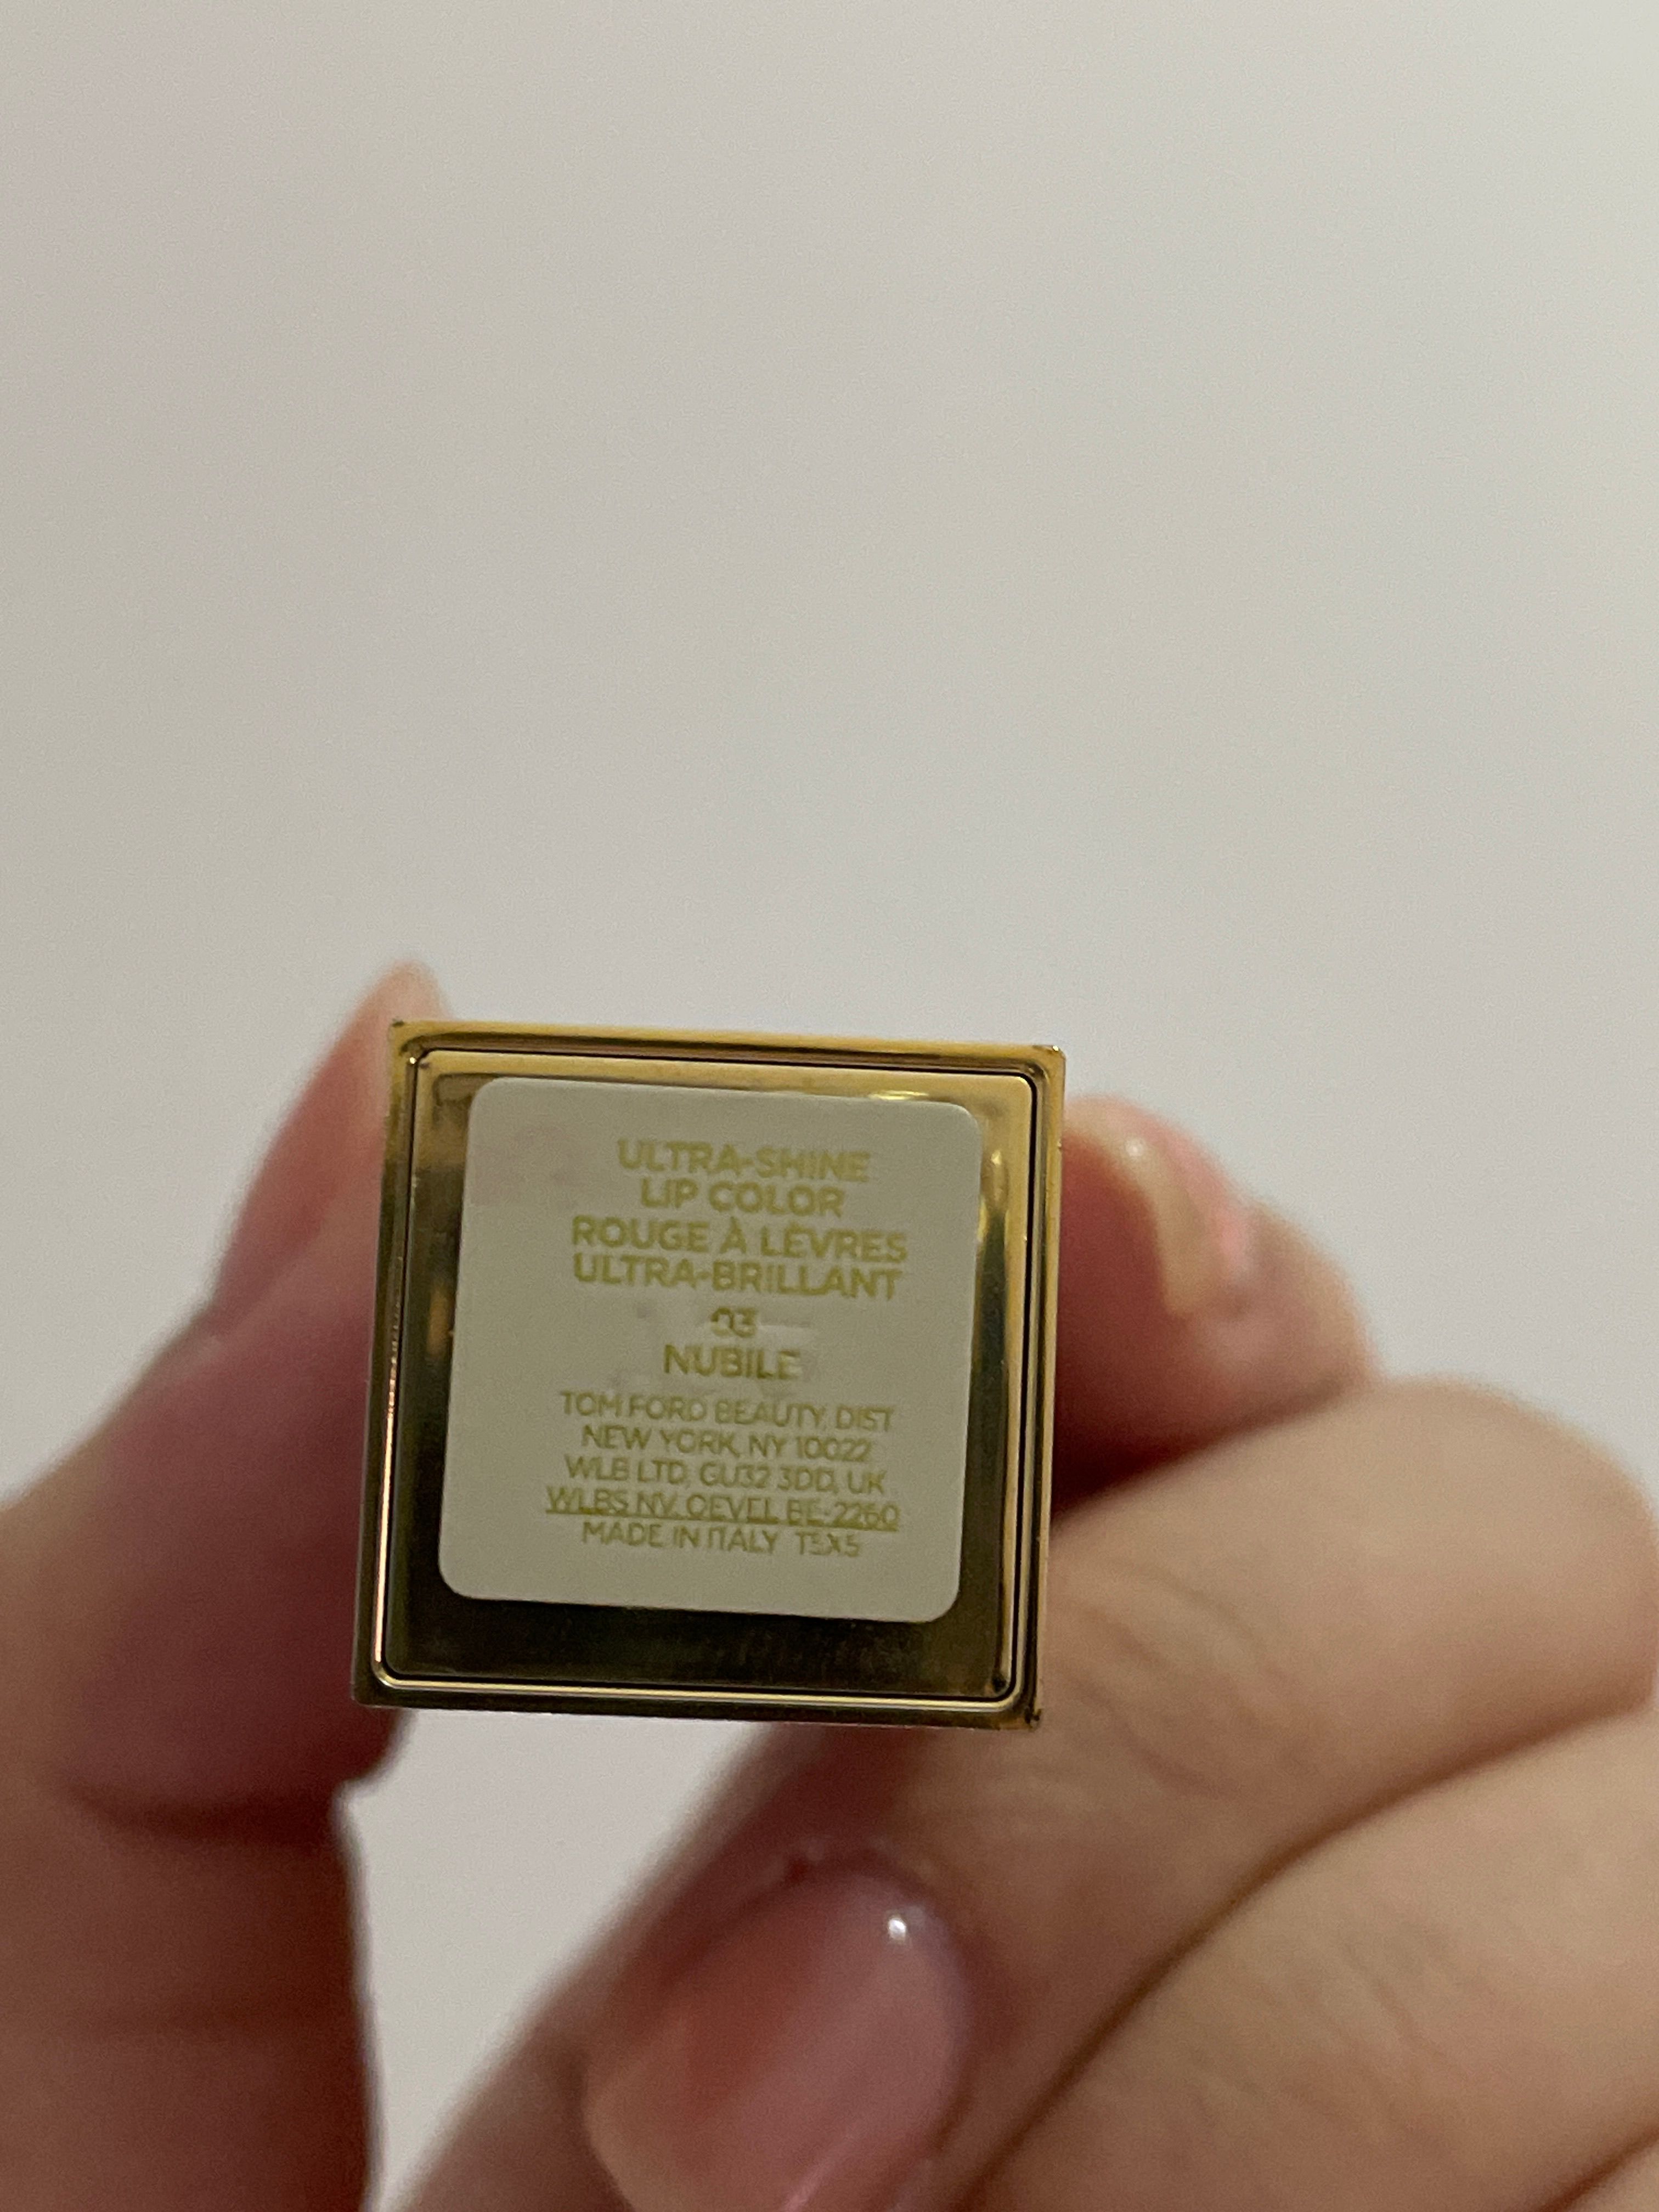 ULTRA-SHINE
LIP COLOR
ROUGE À LÈVRES
ULTRA-BRILLANT
03
NUBILE
TOM FORD BEAUTY, DIST
NEW YORK, NY 10022
WLB LTD, GU32 3DD, UK
WLBS NV. OEVEL BE-2260
MADE IN ITALY